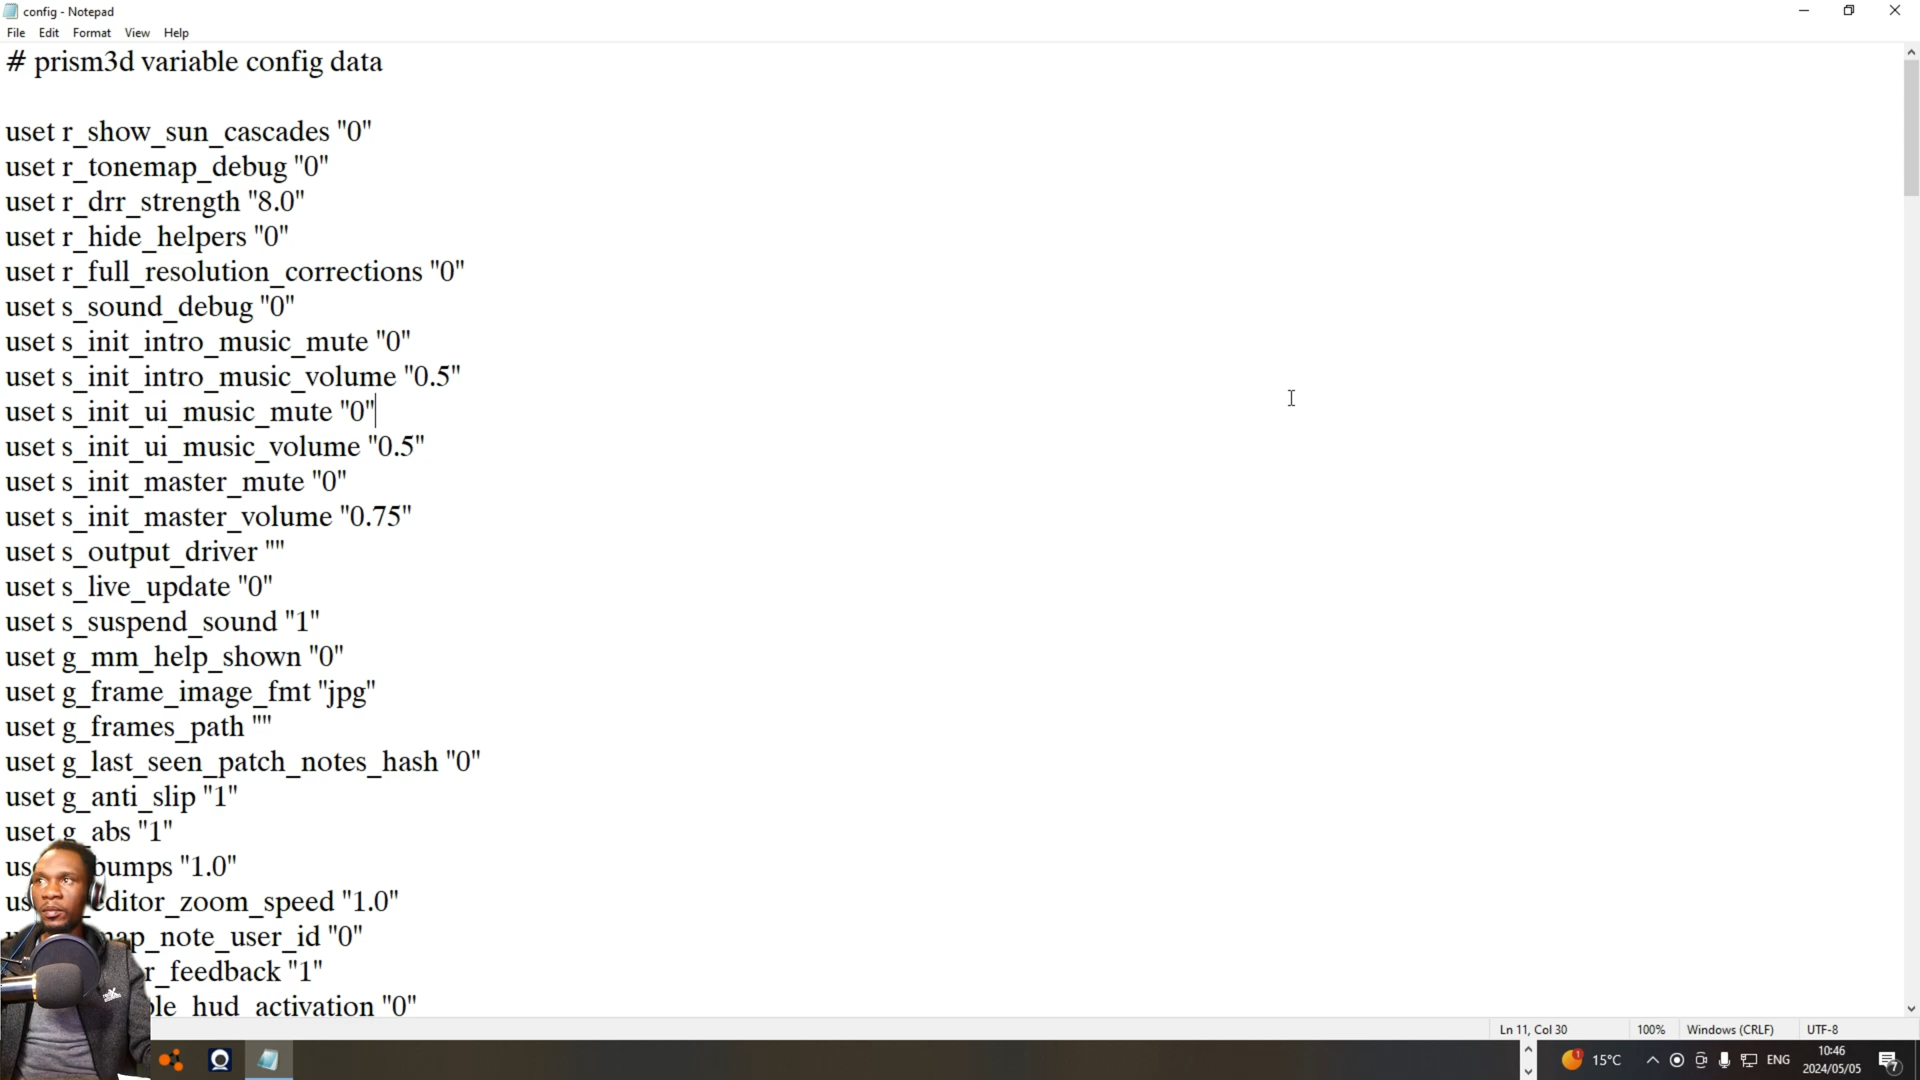 config - Notepad
File Edit Format View Help
# prism3d variable config data
uset r_show_sun_cascades "0"
uset r_tonemap_debug "0"
uset r_drr_strength "8.0"
uset r_hide_helpers "0"
uset r_full_resolution_corrections "0"
uset s_sound_debug "0"
uset s_init_intro_music_mute "0"
uset s_init_intro_music_volume "0.5"
uset s_init_ui_music_mute "0"
uset s_init_ui_music_volume "0.5"
uset s_init_master_mute "0"
uset s_init_master_volume "0.75"
uset s_output_driver ""
uset s_live_update "0"
uset s_suspend_sound "1"
uset g_mm_help_shown "0"
uset g_frame_image_fmt "jpg"
uset g_frames_path ""
uset g_last_seen_patch_notes_hash "0"
uset g_anti_slip "1"
uset g_abs "1"
bumps "1.0"
editor_zoom_speed "1.0"
map_note_user_id "0"
r_feedback "1"
ble_hud_activation "0"
Ln 11, Col 30 100% Windows (CRLF) UTF-8
1 15°C ENG 10:46 7
2024/05/05